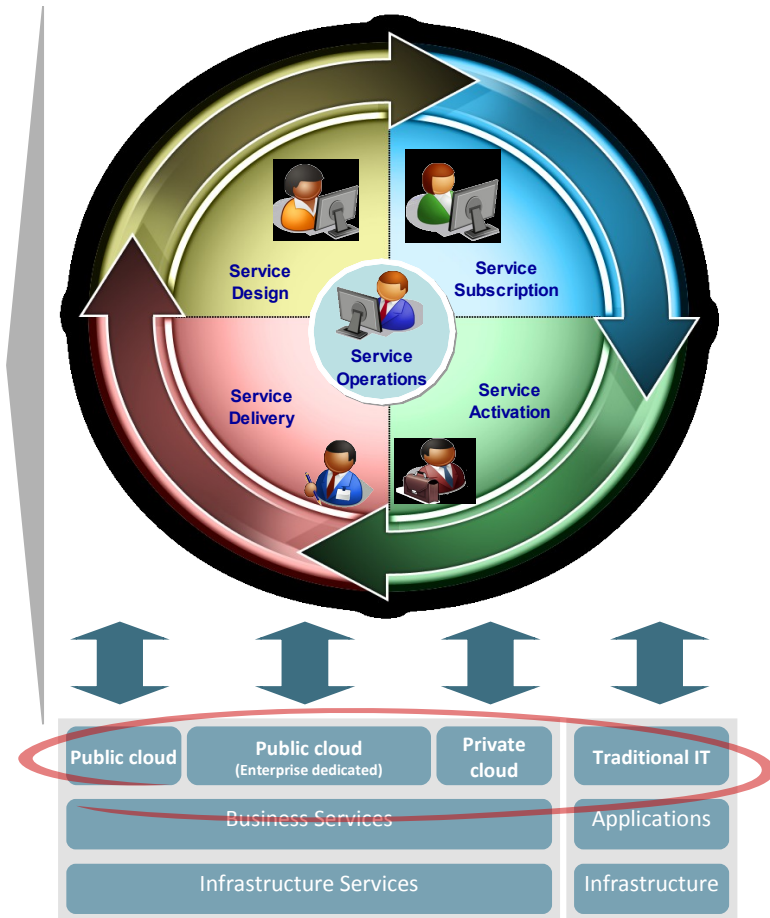 Service
Design
Service
Subscription
Service
Operations
Service
Delivery
Service
Activation
Public cloud
Public cloud
(Enterprise dedicated)
Private
cloud
Traditional IT
Business Services
Applications
Infrastructure Services
Infrastructure